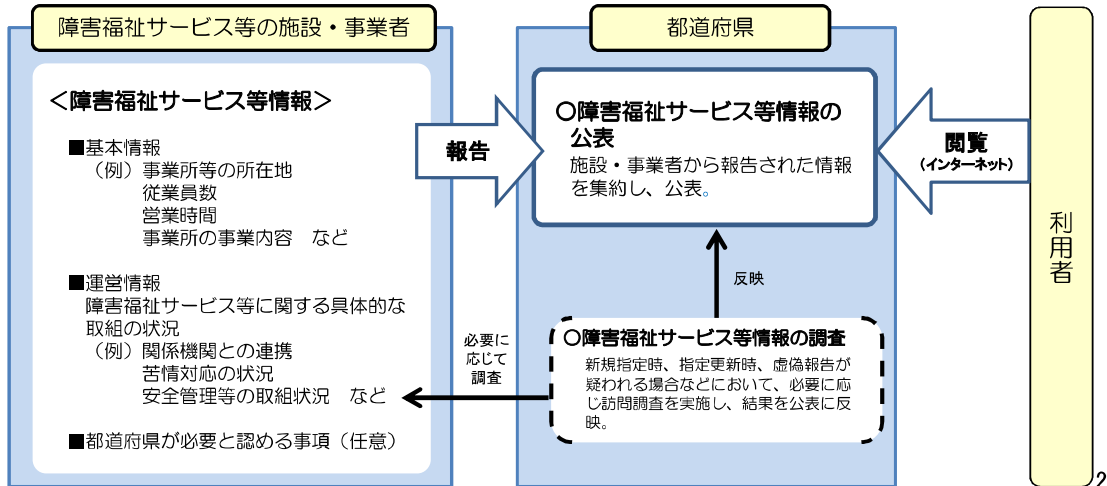 障害福祉サービス等の施設・事業者
＜障害福祉サービス等情報＞
■基本情報
（例）事業所等の所在地
従業員数
営業時間
事業所の事業内容　など
■運営情報
障害福祉サービス等に関する具体的な
取組の状況
（例）関係機関との連携
苦情対応の状況
安全管理等の取組状況　など
■都道府県が必要と認める事項（任意）
報告
都道府県
○障害福祉サービス等情報の
公表
施設・事業者から報告された情報
を集約し、公表。
反映
○障害福祉サービス等情報の調査
新規指定時、指定更新時、虚偽報告が
疑われる場合などにおいて、必要に応
じ訪問調査を実施し、結果を公表に反
映。
必要に
応じて
調査
閲覧
（インターネット）
利用者
2